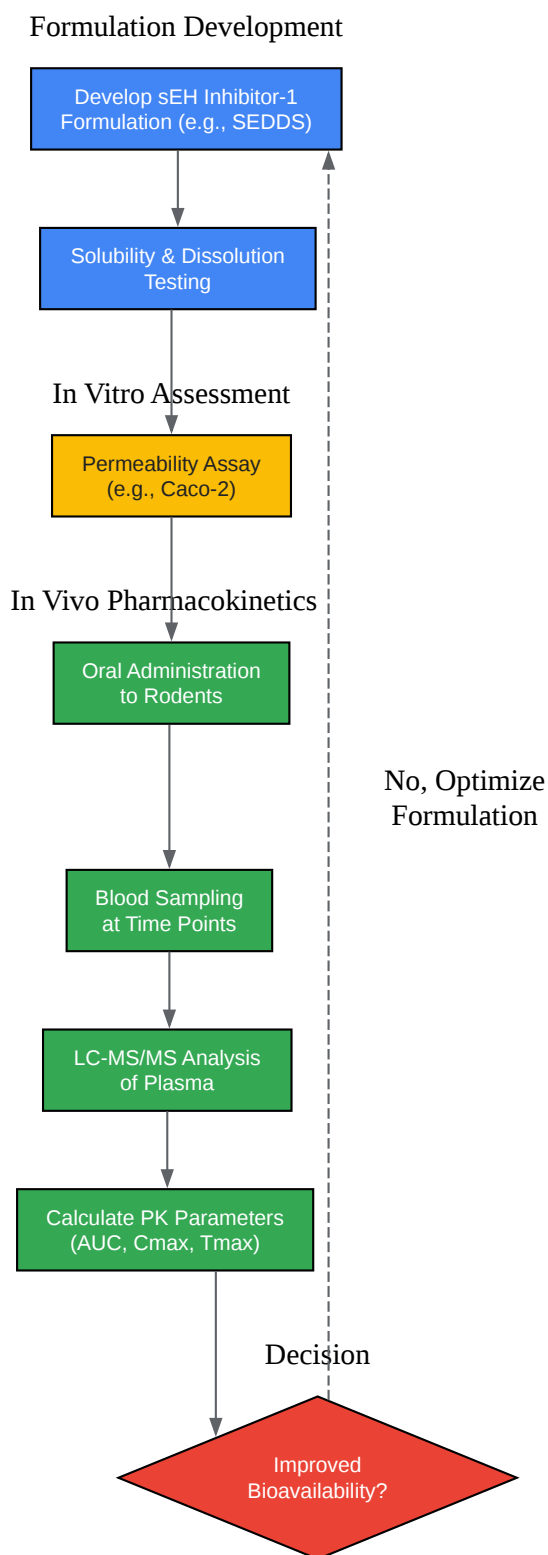 Formulation Development
Develop sEH Inhibitor-1
Formulation (e.g., SEDDS)
Solubility & Dissolution
Testing
In Vitro Assessment
Permeability Assay
(e.g., Caco-2)
In Vivo Pharmacokinetics
Oral Administration
to Rodents
No, Optimize
Formulation
Blood Sampling
at Time Points
LC-MS/MS Analysis
of Plasma
Calculate PK Parameters
(AUC, Cmax, Tmax)
Decision
Improved
Bioavailability?